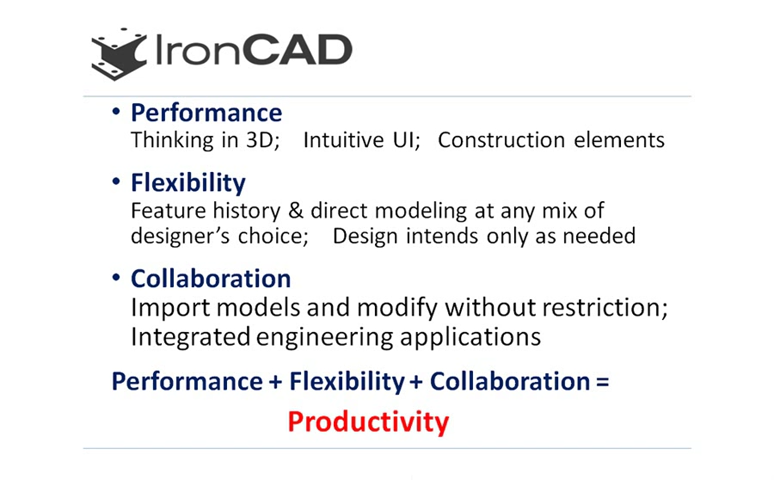 IronCAD
• Performance
Thinking in 3D; Intuitive UI; Construction elements
• Flexibility
Feature history & direct modeling at any mix of
designer's choice; Design intends only as needed
• Collaboration
Import models and modify without restriction;
Integrated engineering applications
Performance + Flexibility + Collaboration =
Productivity